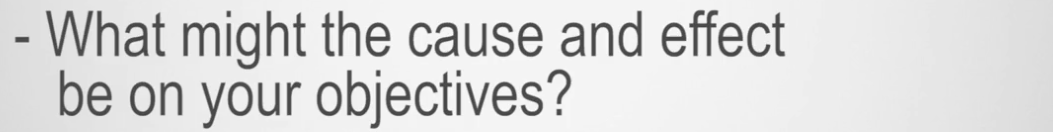 - What might the cause and effect
be on your objectives?